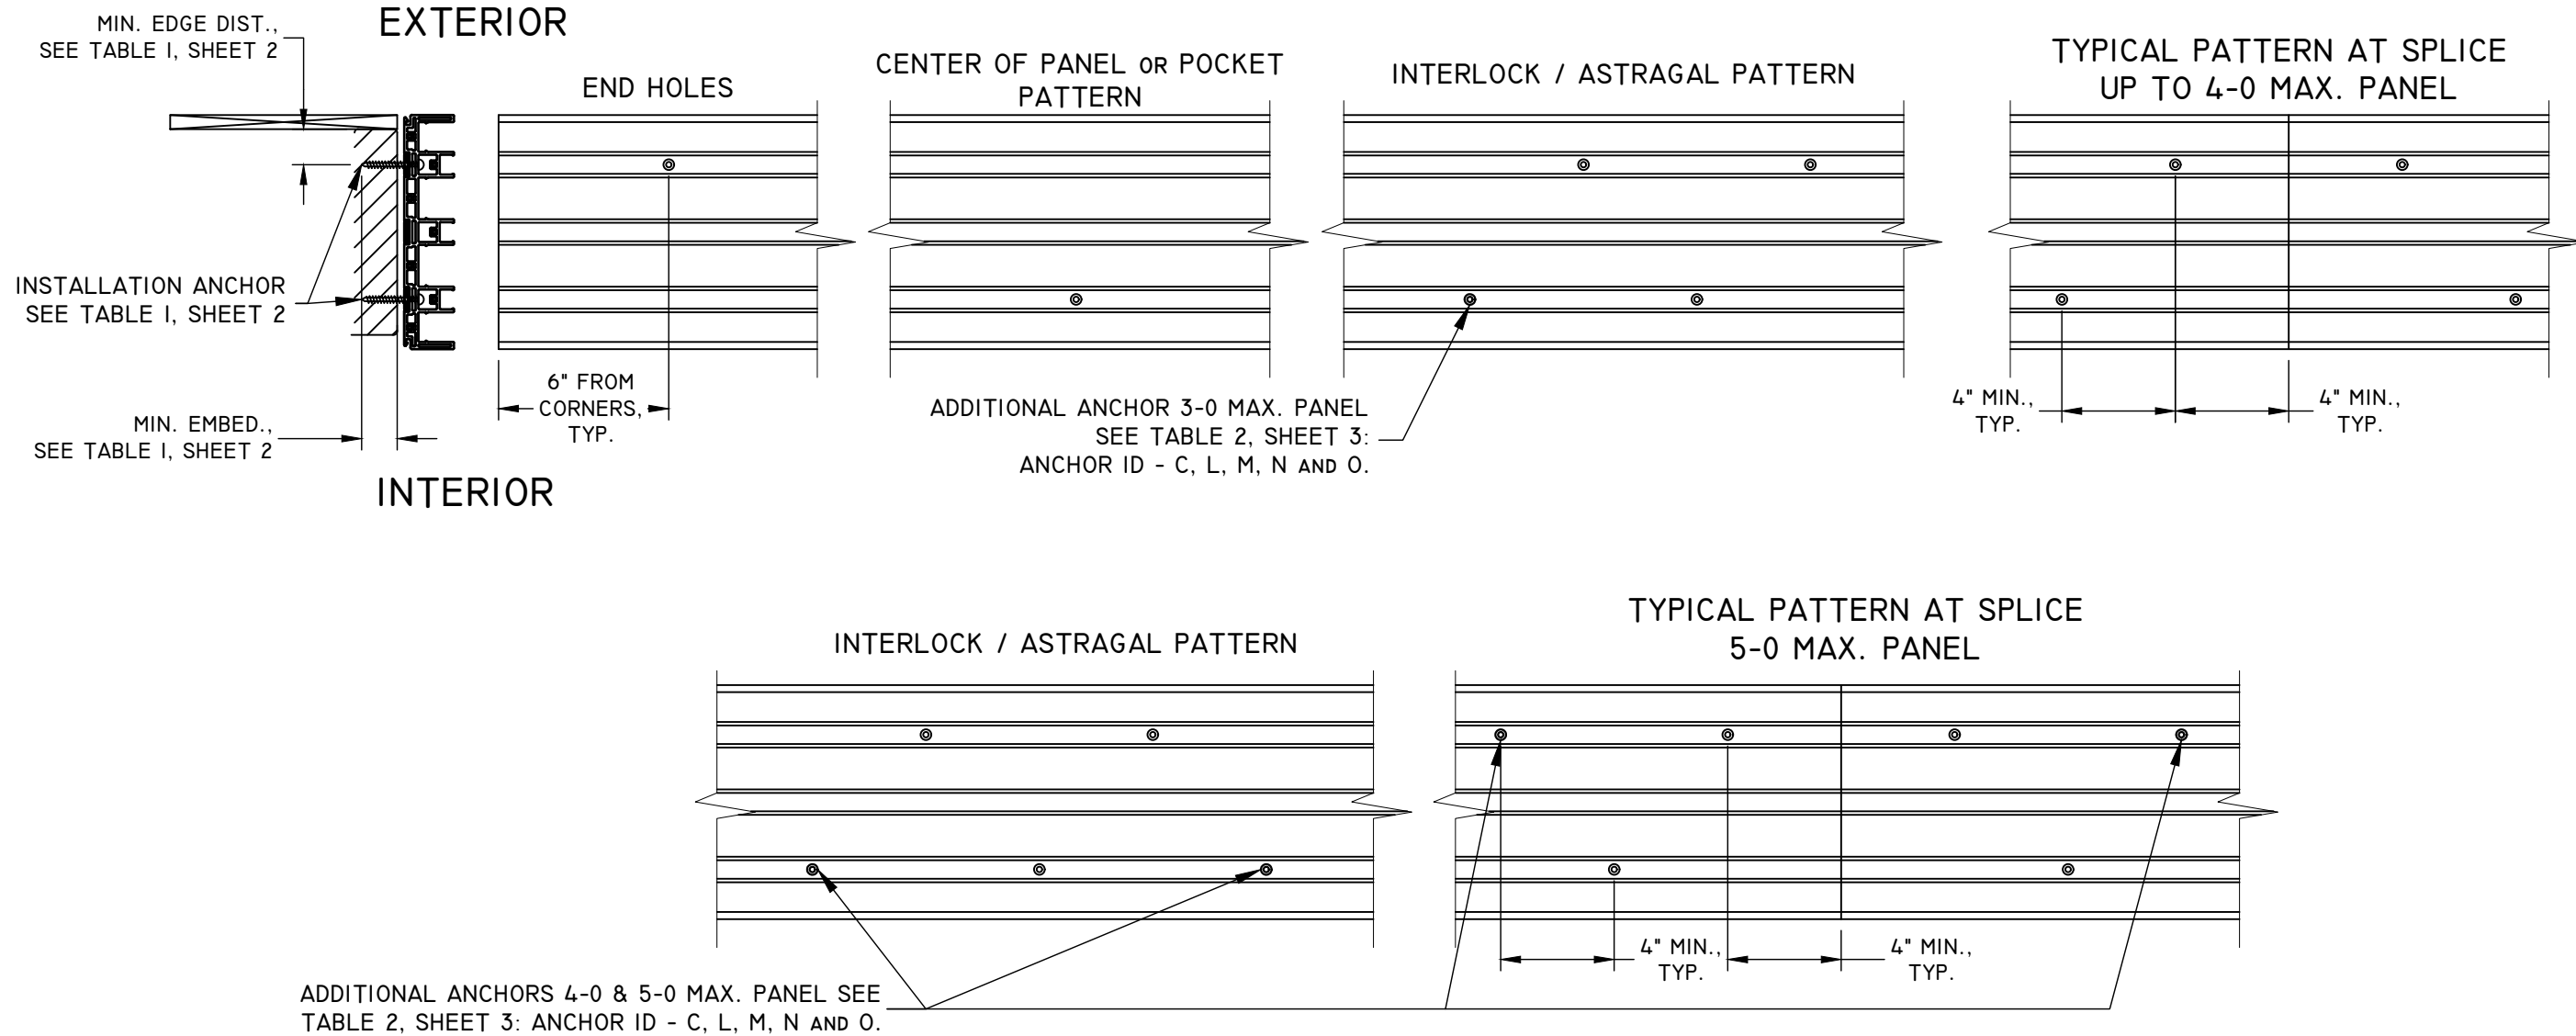 EXTERIOR
MIN. EDGE DIST.,
SEE TABLE 1, SHEET 2
END HOLES
CENTER OF PANEL OR POCKET
PATTERN
INTERLOCK / ASTRAGAL PATTERN
TYPICAL PATTERN AT SPLICE
UP TO 4-0 MAX. PANEL
INSTALLATION ANCHOR
SEE TABLE 1, SHEET 2
MIN. EMBED.,
SEE TABLE 1, SHEET 2
6" FROM
CORNERS,
TYP.
ADDITIONAL ANCHOR 3-0 MAX. PANEL
SEE TABLE 2, SHEET 3:
ANCHOR ID - C, L, M, N AND O.
4" MIN.,
TYP.
4" MIN.,
TYP.
INTERIOR
INTERLOCK / ASTRAGAL PATTERN
TYPICAL PATTERN AT SPLICE
5-0 MAX. PANEL
4" MIN.,
TYP.
4" MIN.,
TYP.
ADDITIONAL ANCHORS 4-0 & 5-0 MAX. PANEL SEE
TABLE 2, SHEET 3: ANCHOR ID - C, L, M, N AND O.